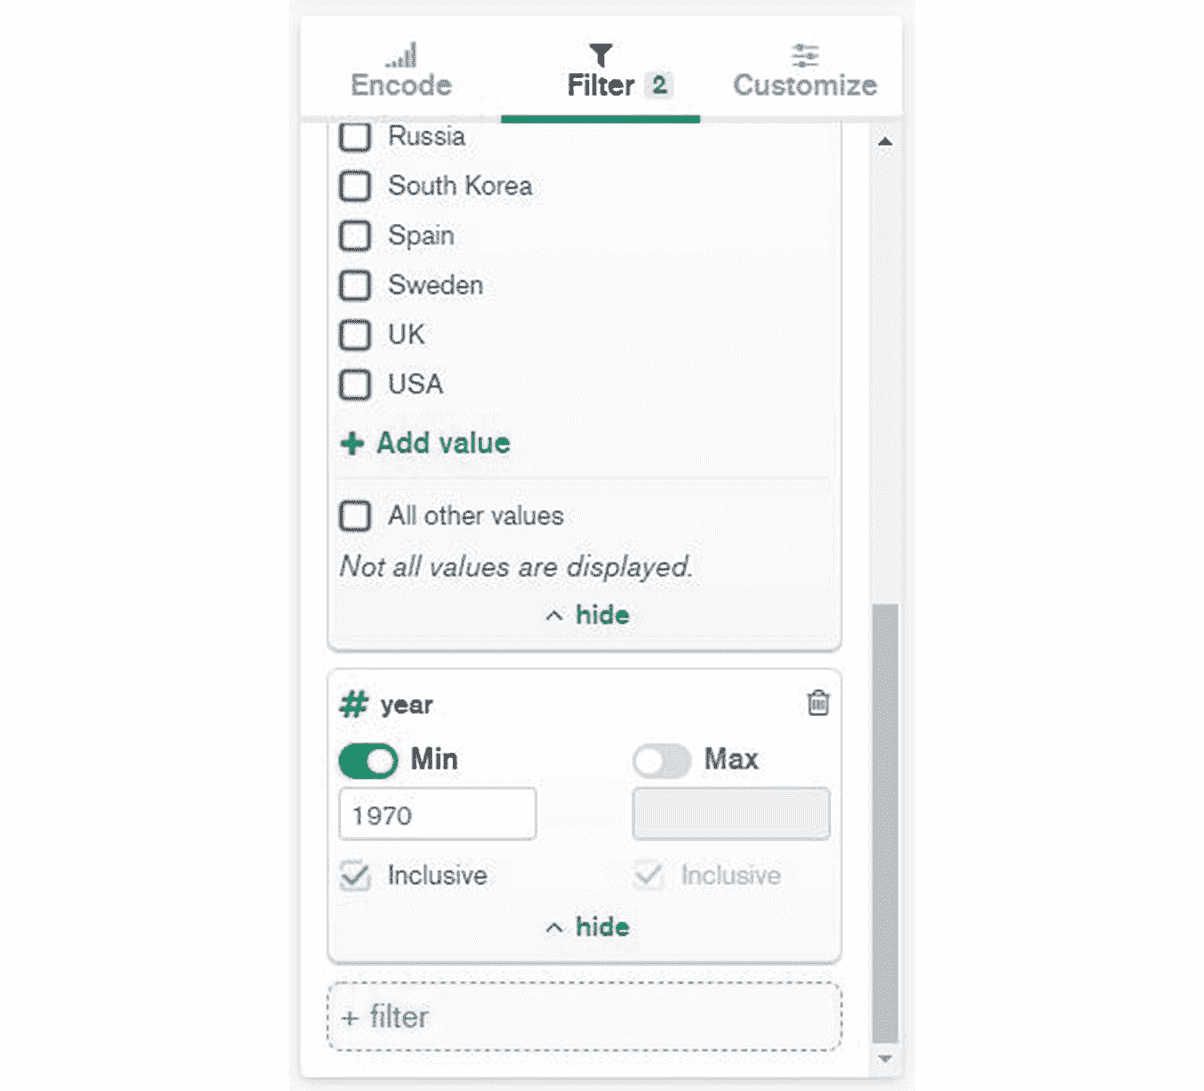 Encode
Filter 2
Customize
Russia
South Korea
Spain
Sweden
UK
USA
+ Add value
All other values
Not all values are displayed.
hide
# year
Min
Max
1970
Inclusive
Inclusive
hide
+ filter